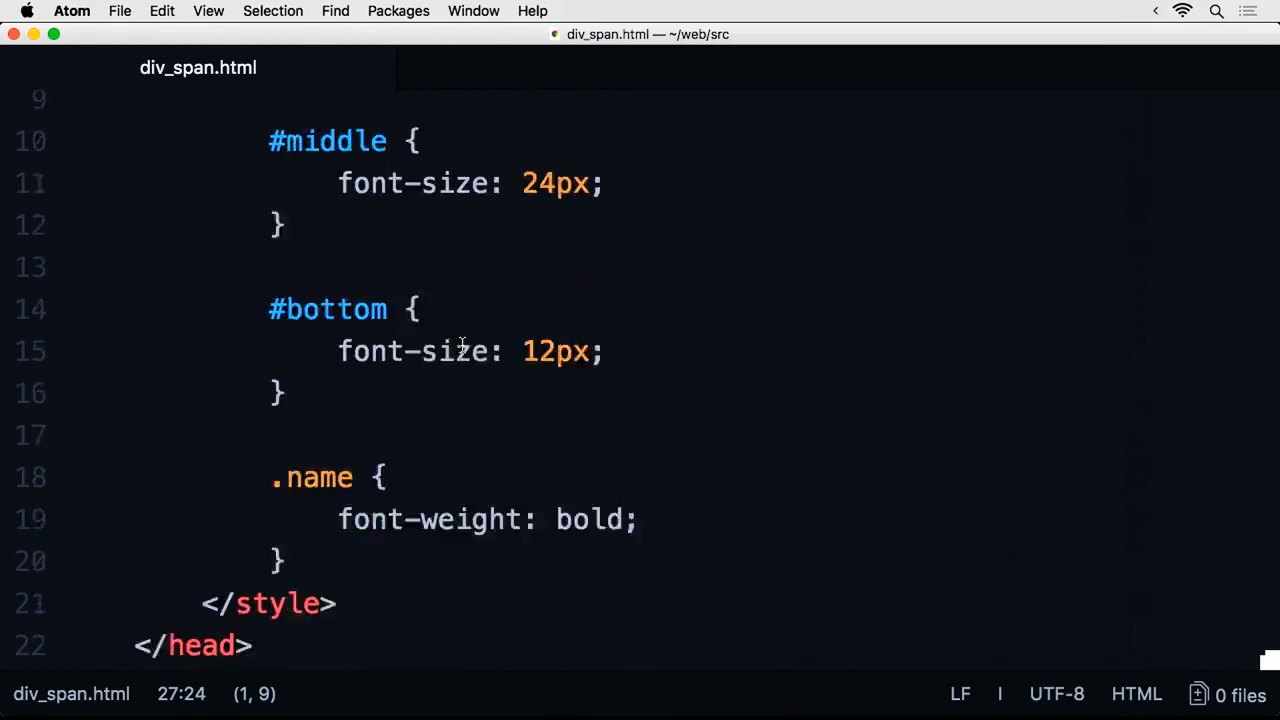 Atom File Edit View Selection Find Packages Window Help
div_span.html — ~/web/src
div_span.html
9
10 #middle {
11 font-size: 24px;
12 }
13
14 #bottom {
15 font-size: 12px;
16 }
17
18 .name {
19 font-weight: bold;
20 }
21 </style>
22 </head>
div_span.html 27:24 (1, 9) LF I UTF-8 HTML 0 files